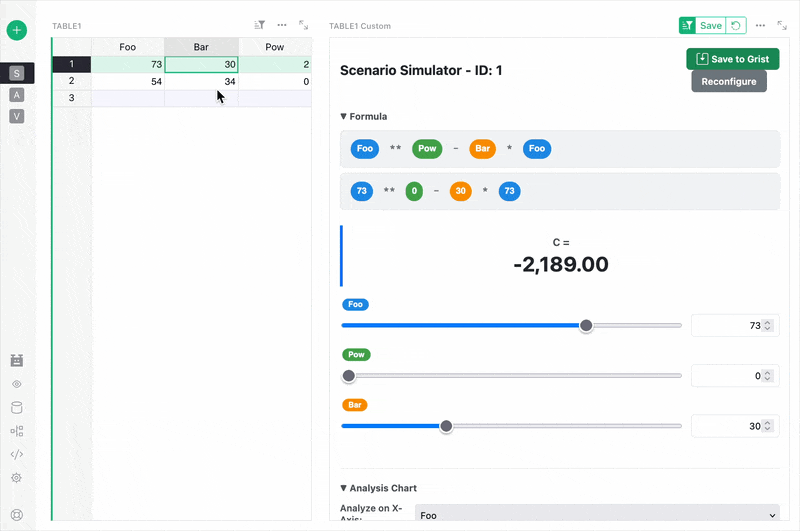 TABLE1
Foo Bar Pow
1 73 30 2
2 54 34 0
3
S
A
V
TABLE1 Custom
Save
Scenario Simulator - ID: 1
Save to Grist
Reconfigure
▼ Formula
Foo ** Pow - Bar * Foo
73 ** 0 - 30 * 73
C =
-2,189.00
Foo
73
Pow
0
Bar
30
▼ Analysis Chart
Analyze on X-
Axis:
Foo